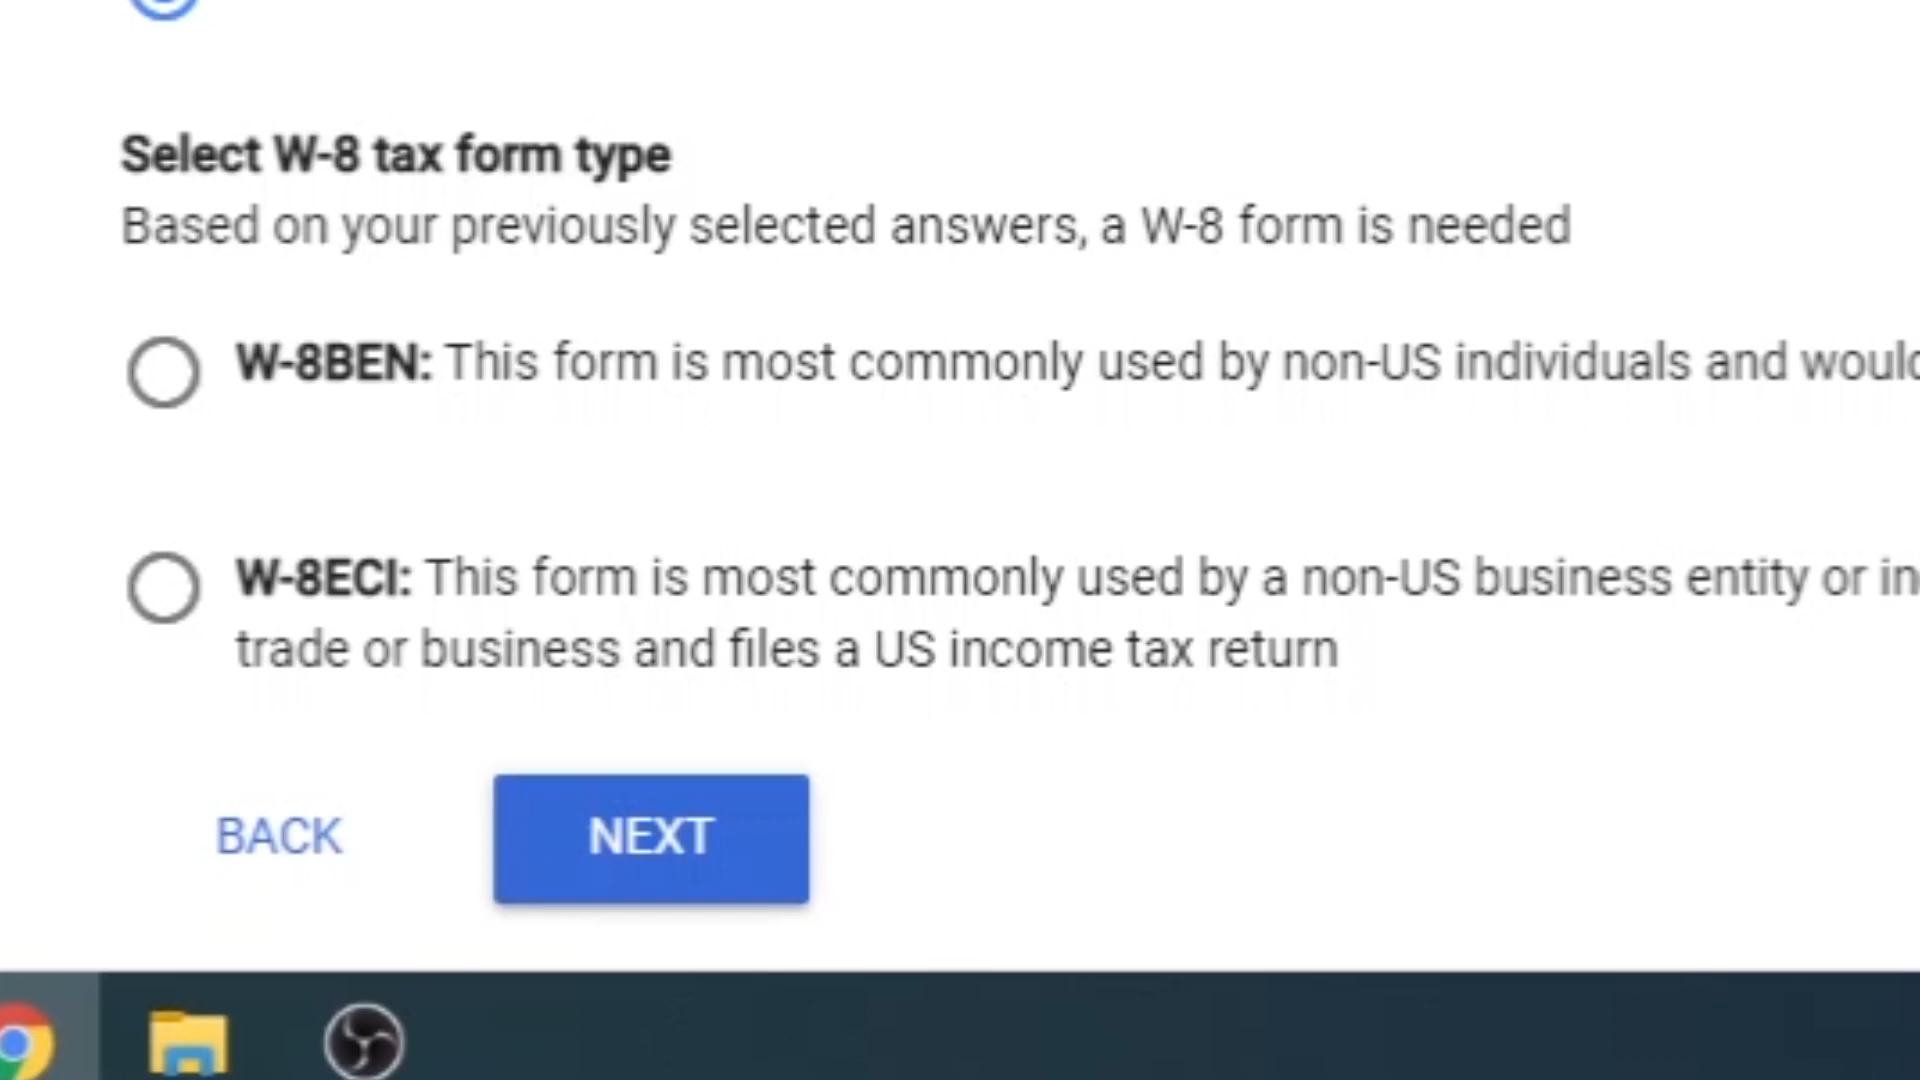 Select W-8 tax form type
Based on your previously selected answers, a W-8 form is needed
W-8BEN: This form is most commonly used by non-US individuals and would
W-8ECI: This form is most commonly used by a non-US business entity or in
trade or business and files a US income tax return
BACK
NEXT